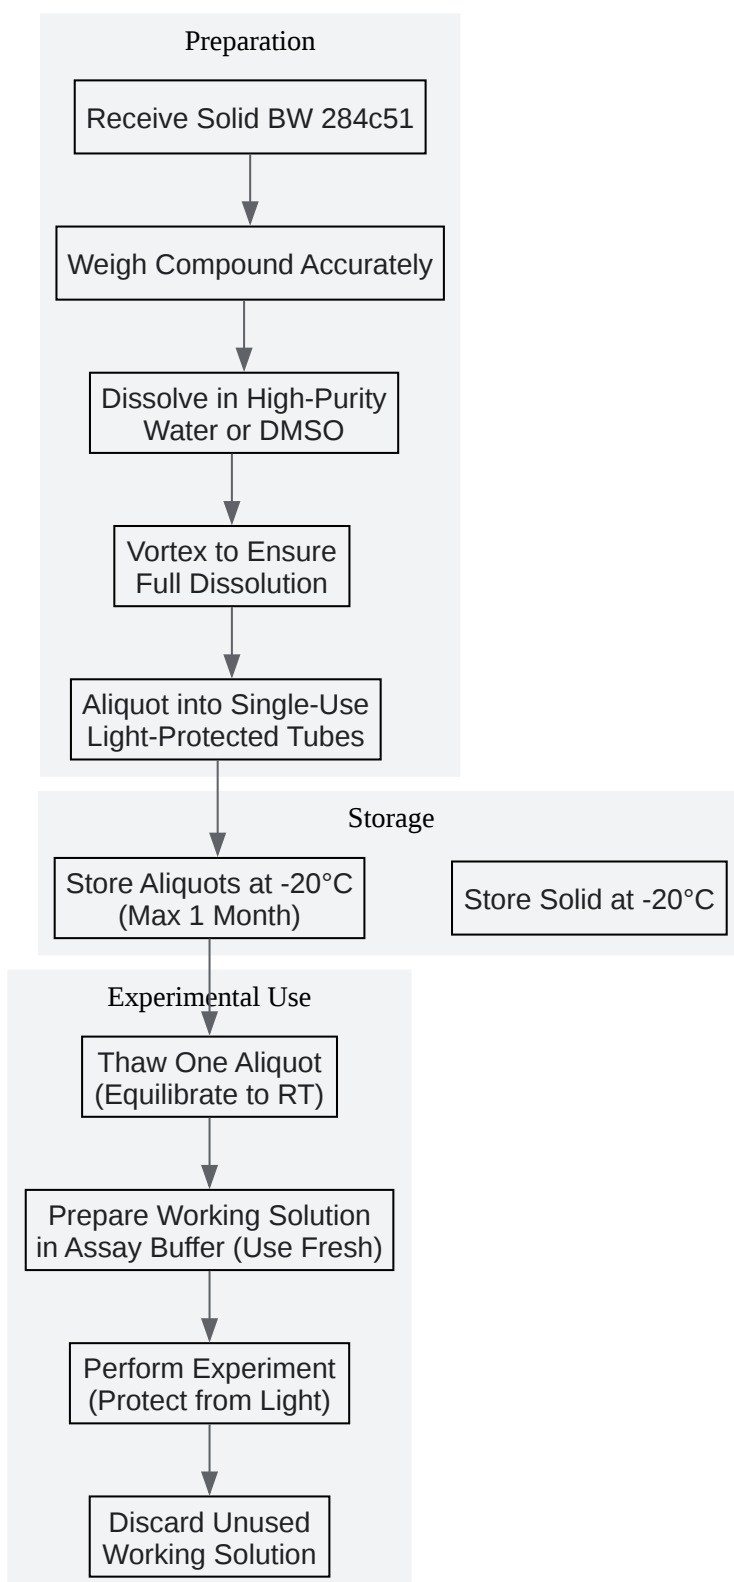 Preparation
Receive Solid BW 284c51
Weigh Compound Accurately
Dissolve in High-Purity
Water or DMSO
Vortex to Ensure
Full Dissolution
Aliquot into Single-Use
Light-Protected Tubes
Storage
Store Aliquots at -20°C
(Max 1 Month)
Store Solid at -20°C
Experimental Use
Thaw One Aliquot
(Equilibrate to RT)
Prepare Working Solution
in Assay Buffer (Use Fresh)
Perform Experiment
(Protect from Light)
Discard Unused
Working Solution